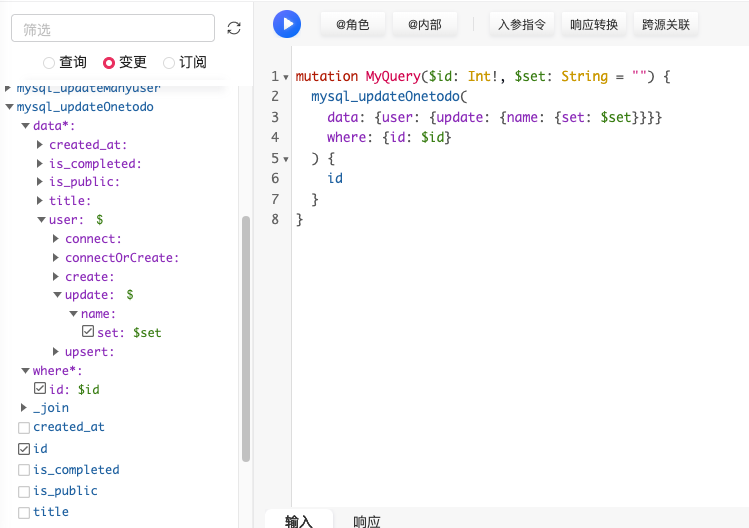 筛选
查询 变更 订阅
mysql_updateManyuser
mysql_updateOnetodo
data*:
created_at:
is_completed:
is_public:
title:
user: $
connect:
connectOrCreate:
create:
update: $
name:
set: $set
upsert:
where*:
id: $id
_join
created_at
id
is_completed
is_public
title
@角色 @内部 入参指令 响应转换 跨源关联
1 mutation MyQuery($id: Int!, $set: String = "") {
2 mysql_updateOnetodo(
3 data: {user: {update: {name: {set: $set}}}}
4 where: {id: $id}
5 ) {
6 id
7 }
8 }
输入 响应